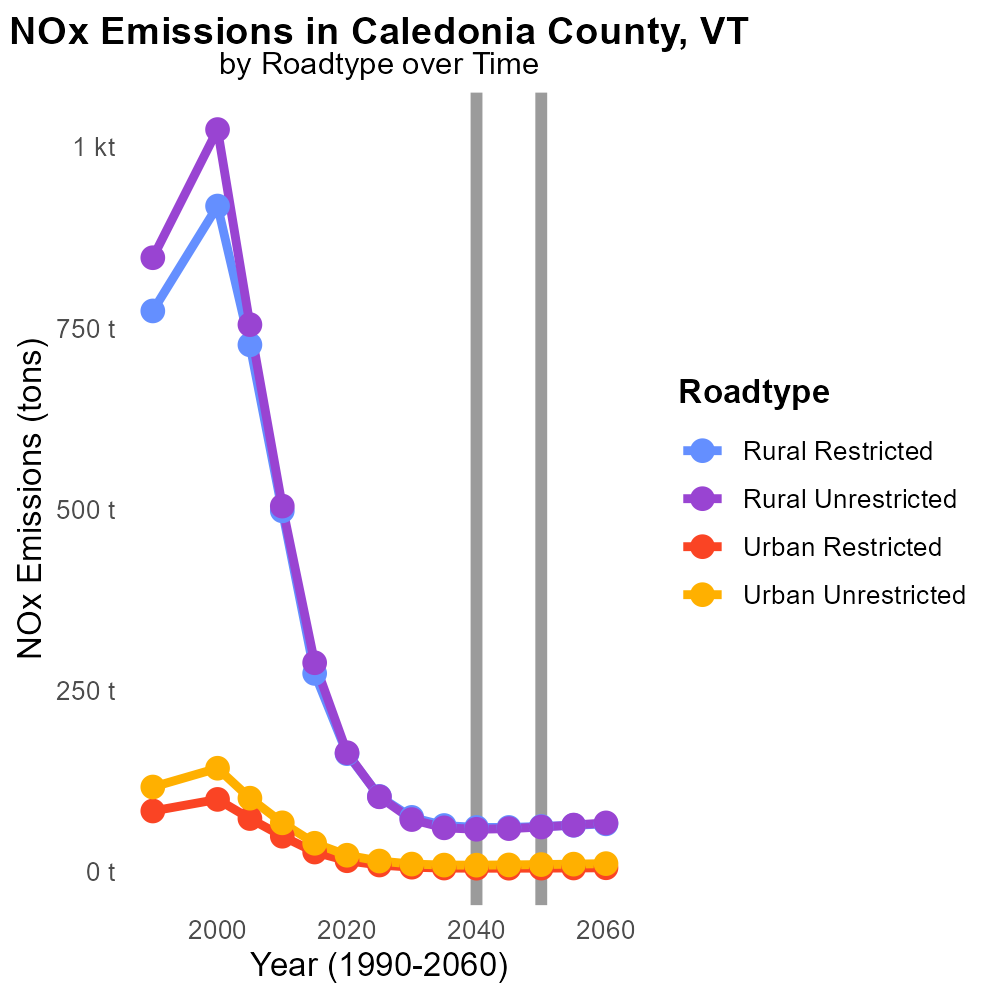 NOx Emissions in Caledonia County, VT
by Roadtype over Time
1 kt
750 t
500 t
250 t
0 t
NOx Emissions (tons)
2000 2020 2040 2060
Year (1990-2060)
Roadtype
Rural Restricted
Rural Unrestricted
Urban Restricted
Urban Unrestricted